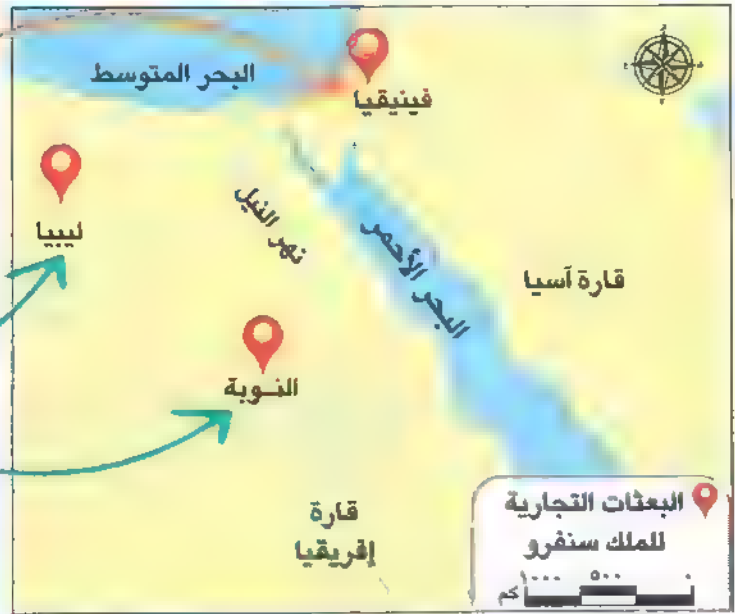 البحر المتوسط
فينيقيا
ليبيا
نهر النيل
البحر الأحمر
قارة آسيا
النوبة
قارة
إفريقيا
البعثات التجارية
للملك سنفرو
١٠٠٠ ٥٠٠ ٠
كم